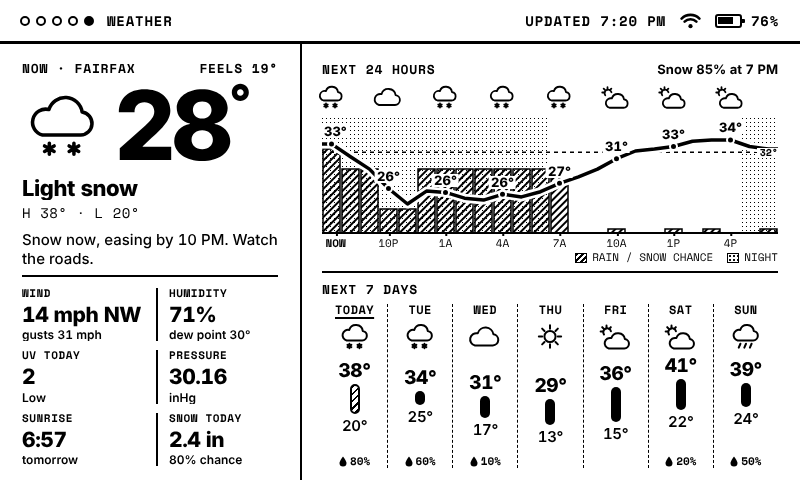 WEATHER
UPDATED 7:20 PM
76%
NOW · FAIRFAX
FEELS 19°
28°
Light snow
H 38° · L 20°
Snow now, easing by 10 PM. Watch
the roads.
WIND
14 mph NW
gusts 31 mph
HUMIDITY
71%
dew point 30°
UV TODAY
2
Low
PRESSURE
30.16
inHg
SUNRISE
6:57
tomorrow
SNOW TODAY
2.4 in
80% chance
NEXT 24 HOURS
Snow 85% at 7 PM
33° 26° 26° 26° 27° 31° 33° 34°
32°
NOW 10P 1A 4A 7A 10A 1P 4P
RAIN / SNOW CHANCE NIGHT
NEXT 7 DAYS
TODAY TUE WED THU FRI SAT SUN
38° 34° 31° 29° 36° 41° 39°
20° 25° 17° 13° 15° 22° 24°
80% 60% 10% 20% 50%